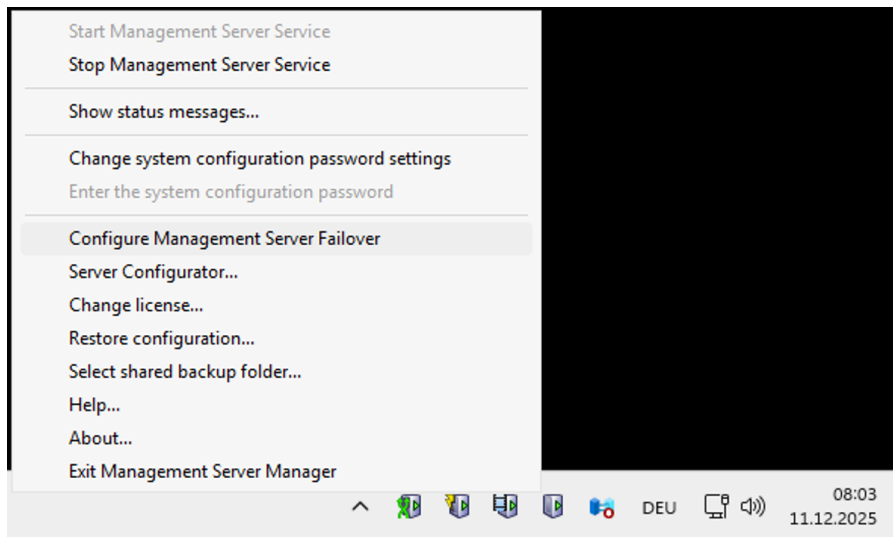 Start Management Server Service
Stop Management Server Service
Show status messages...
Change system configuration password settings
Enter the system configuration password
Configure Management Server Failover
Server Configurator...
Change license...
Restore configuration...
Select shared backup folder...
Help...
About...
Exit Management Server Manager
DEU
08:03
11.12.2025